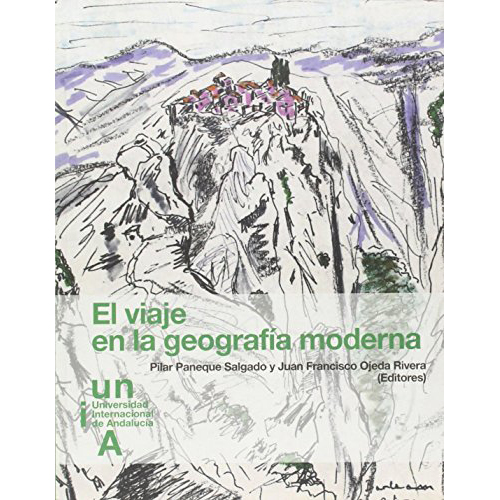 El viaje
en la geografía moderna
Pilar Paneque Salgado y Juan Francisco Ojeda Rivera
(Editores)
un
i
Universidad
Internacional
de Andalucía
A